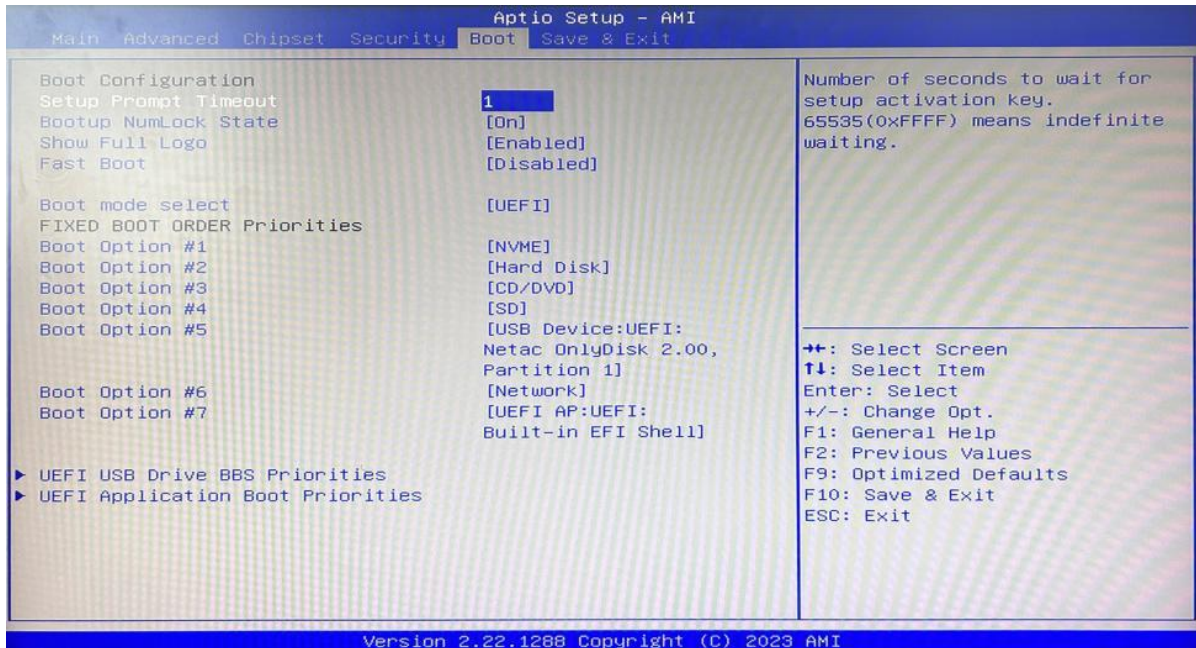 Aptio Setup – AMI
Main Advanced Chipset Security Boot Save & Exit
Boot Configuration
Setup Prompt Timeout 1
Bootup NumLock State [On]
Show Full Logo [Enabled]
Fast Boot [Disabled]
Boot mode select [UEFI]
FIXED BOOT ORDER Priorities
Boot Option #1 [NVME]
Boot Option #2 [Hard Disk]
Boot Option #3 [CD/DVD]
Boot Option #4 [SD]
Boot Option #5 [USB Device:UEFI:
Netac OnlyDisk 2.00,
Partition 1]
Boot Option #6 [Network]
Boot Option #7 [UEFI AP:UEFI:
Built-in EFI Shell]
▶ UEFI USB Drive BBS Priorities
▶ UEFI Application Boot Priorities
Number of seconds to wait for
setup activation key.
65535(0xFFFF) means indefinite
waiting.
→←: Select Screen
↑↓: Select Item
Enter: Select
+/-: Change Opt.
F1: General Help
F2: Previous Values
F9: Optimized Defaults
F10: Save & Exit
ESC: Exit
Version 2.22.1288 Copyright (C) 2023 AMI